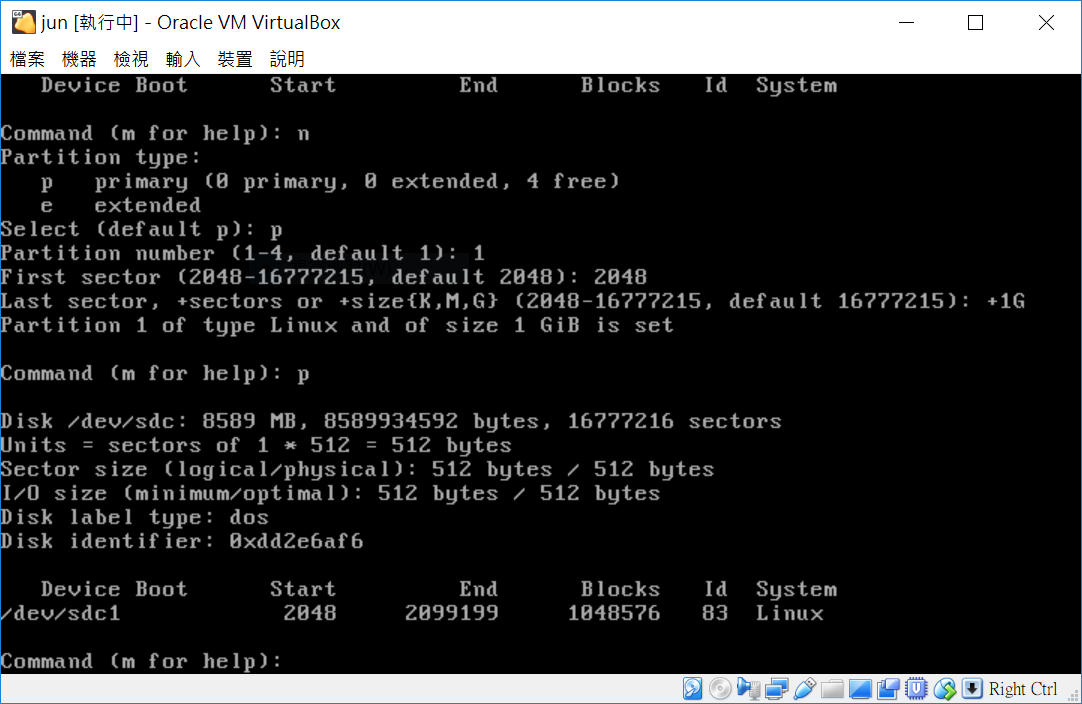 jun [執行中] - Oracle VM VirtualBox
檔案 機器 檢視 輸入 裝置 說明
   Device Boot      Start         End      Blocks   Id  System

Command (m for help): n
Partition type:
   p   primary (0 primary, 0 extended, 4 free)
   e   extended
Select (default p): p
Partition number (1-4, default 1): 1
First sector (2048-16777215, default 2048): 2048
Last sector, +sectors or +size{K,M,G} (2048-16777215, default 16777215): +1G
Partition 1 of type Linux and of size 1 GiB is set

Command (m for help): p

Disk /dev/sdc: 8589 MB, 8589934592 bytes, 16777216 sectors
Units = sectors of 1 * 512 = 512 bytes
Sector size (logical/physical): 512 bytes / 512 bytes
I/O size (minimum/optimal): 512 bytes / 512 bytes
Disk label type: dos
Disk identifier: 0xdd2e6af6

   Device Boot      Start         End      Blocks   Id  System
/dev/sdc1            2048     2099199     1048576   83  Linux

Command (m for help):
Right Ctrl